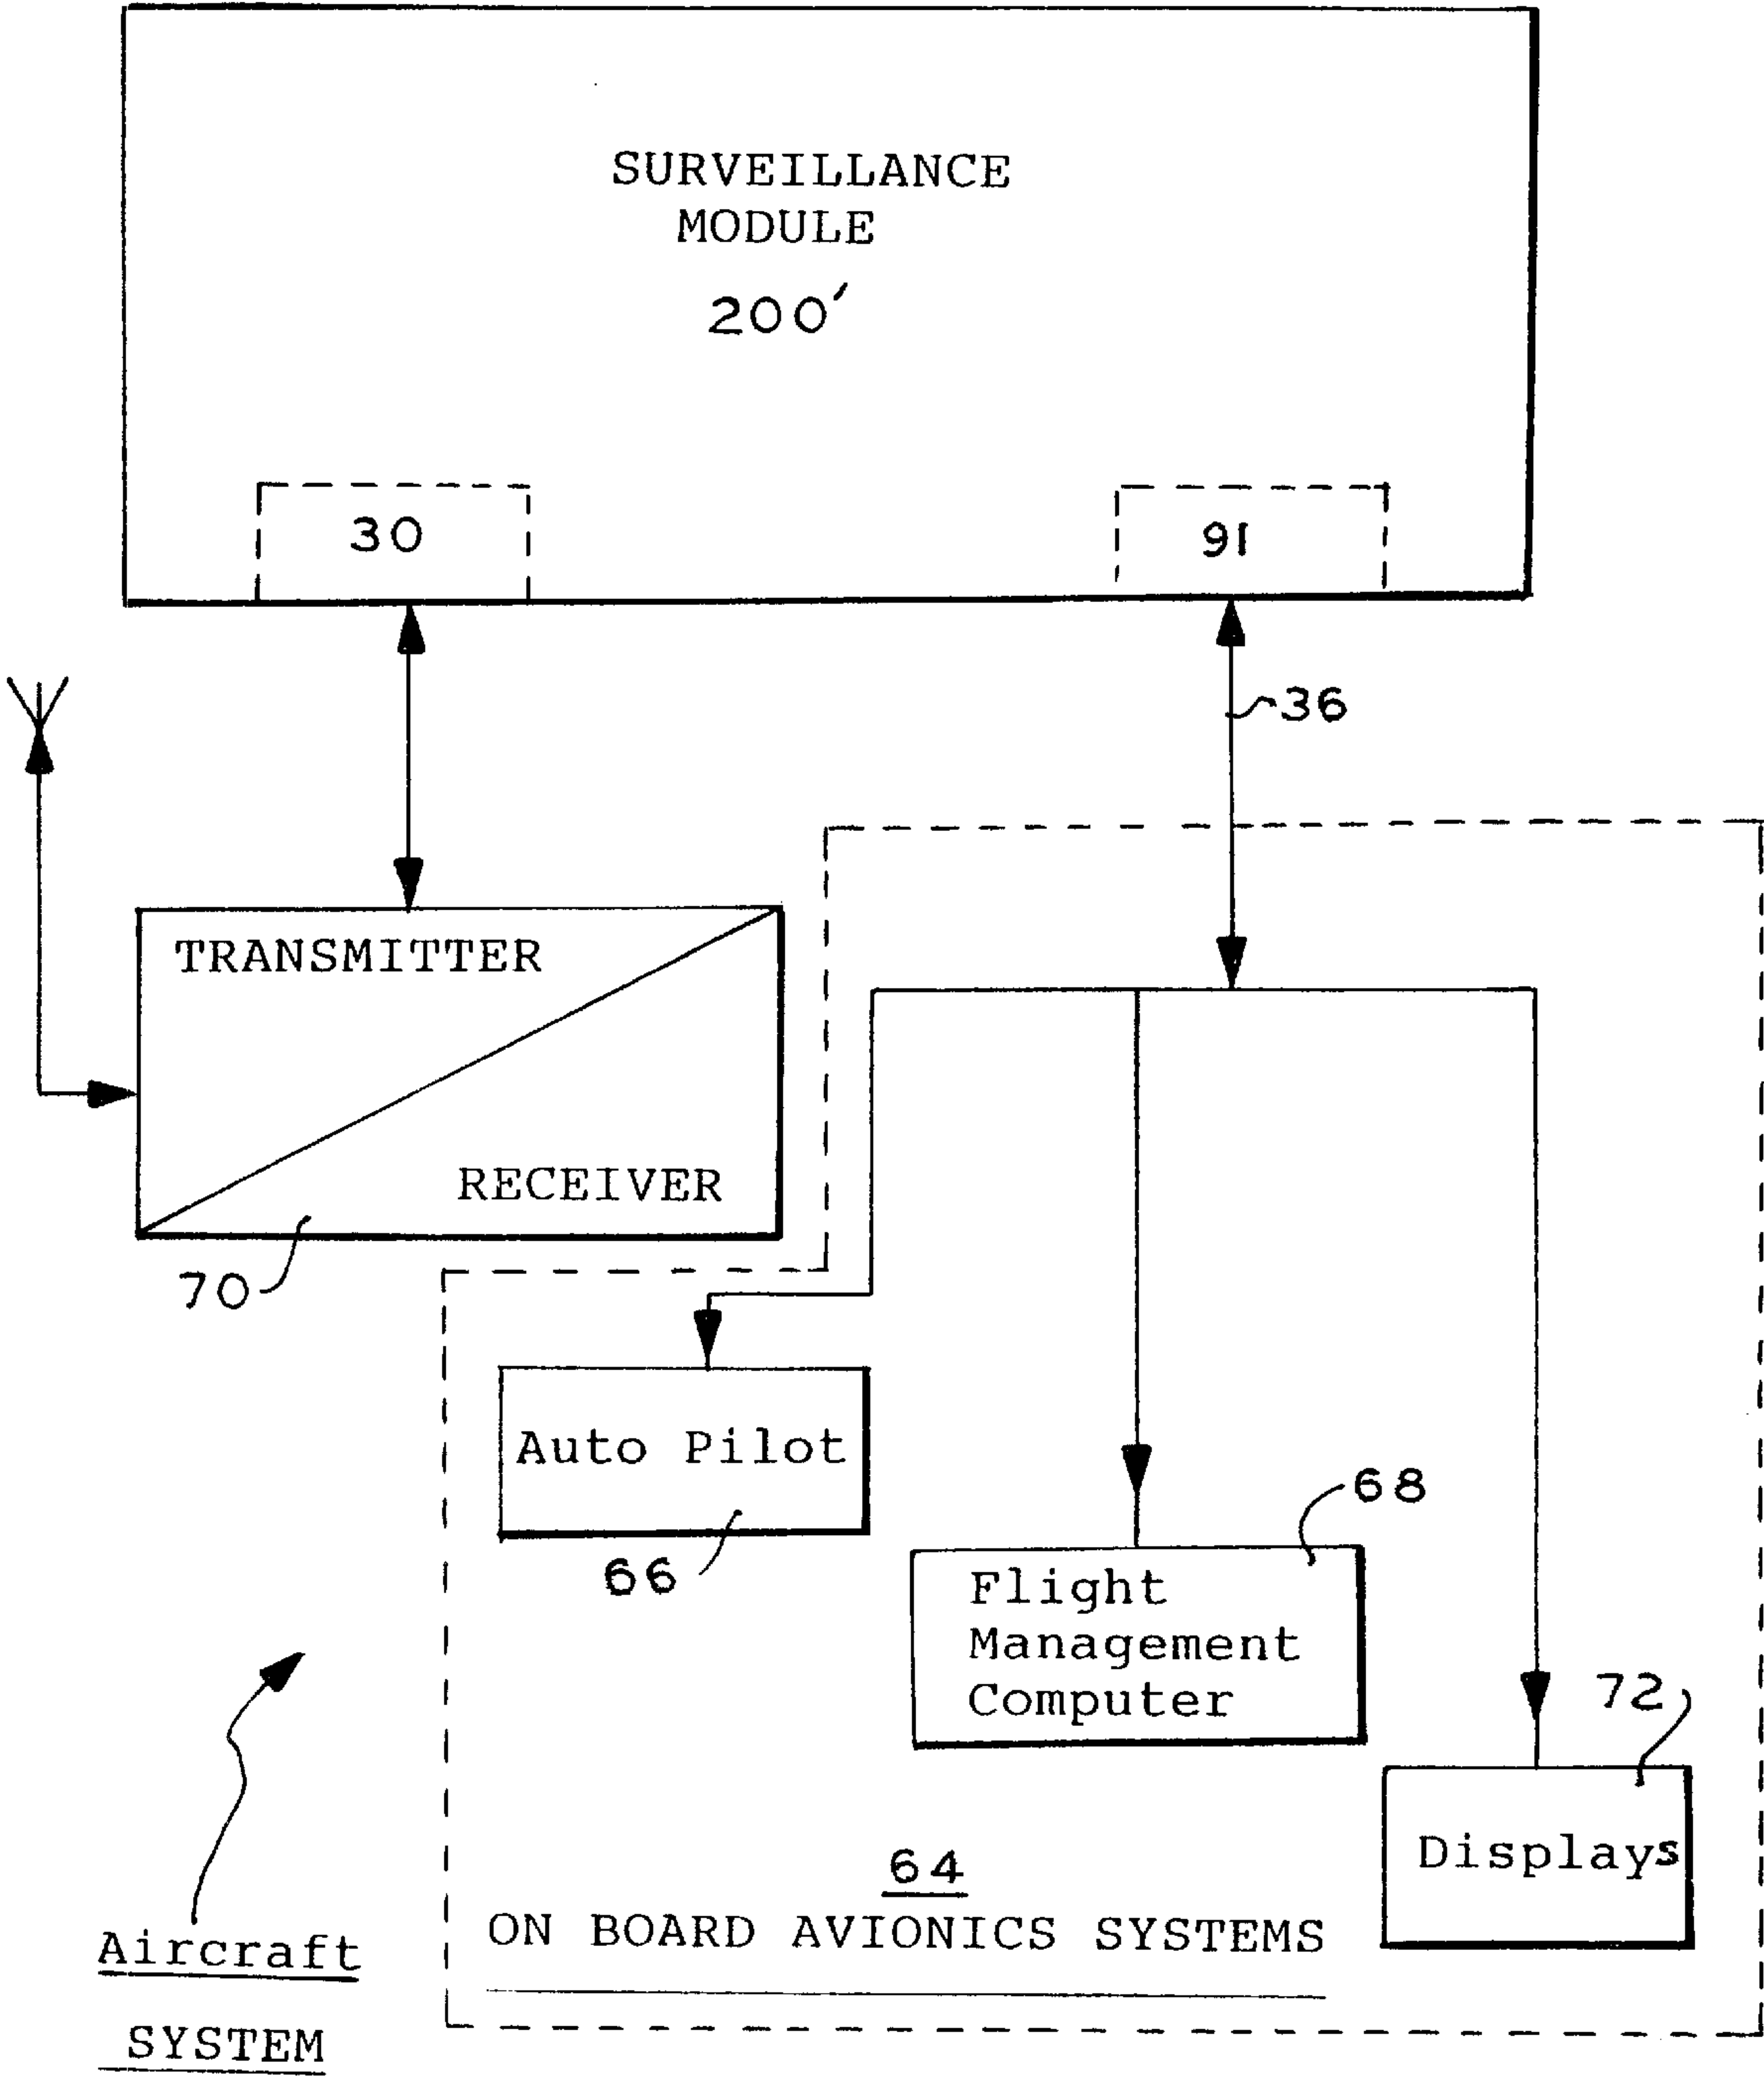 SURVEILLANCE
MODULE
200′
30
91
36
TRANSMITTER
RECEIVER
70
Auto Pilot
66
68
Flight
Management
Computer
72
Displays
64
ON BOARD AVIONICS SYSTEMS
Aircraft
SYSTEM